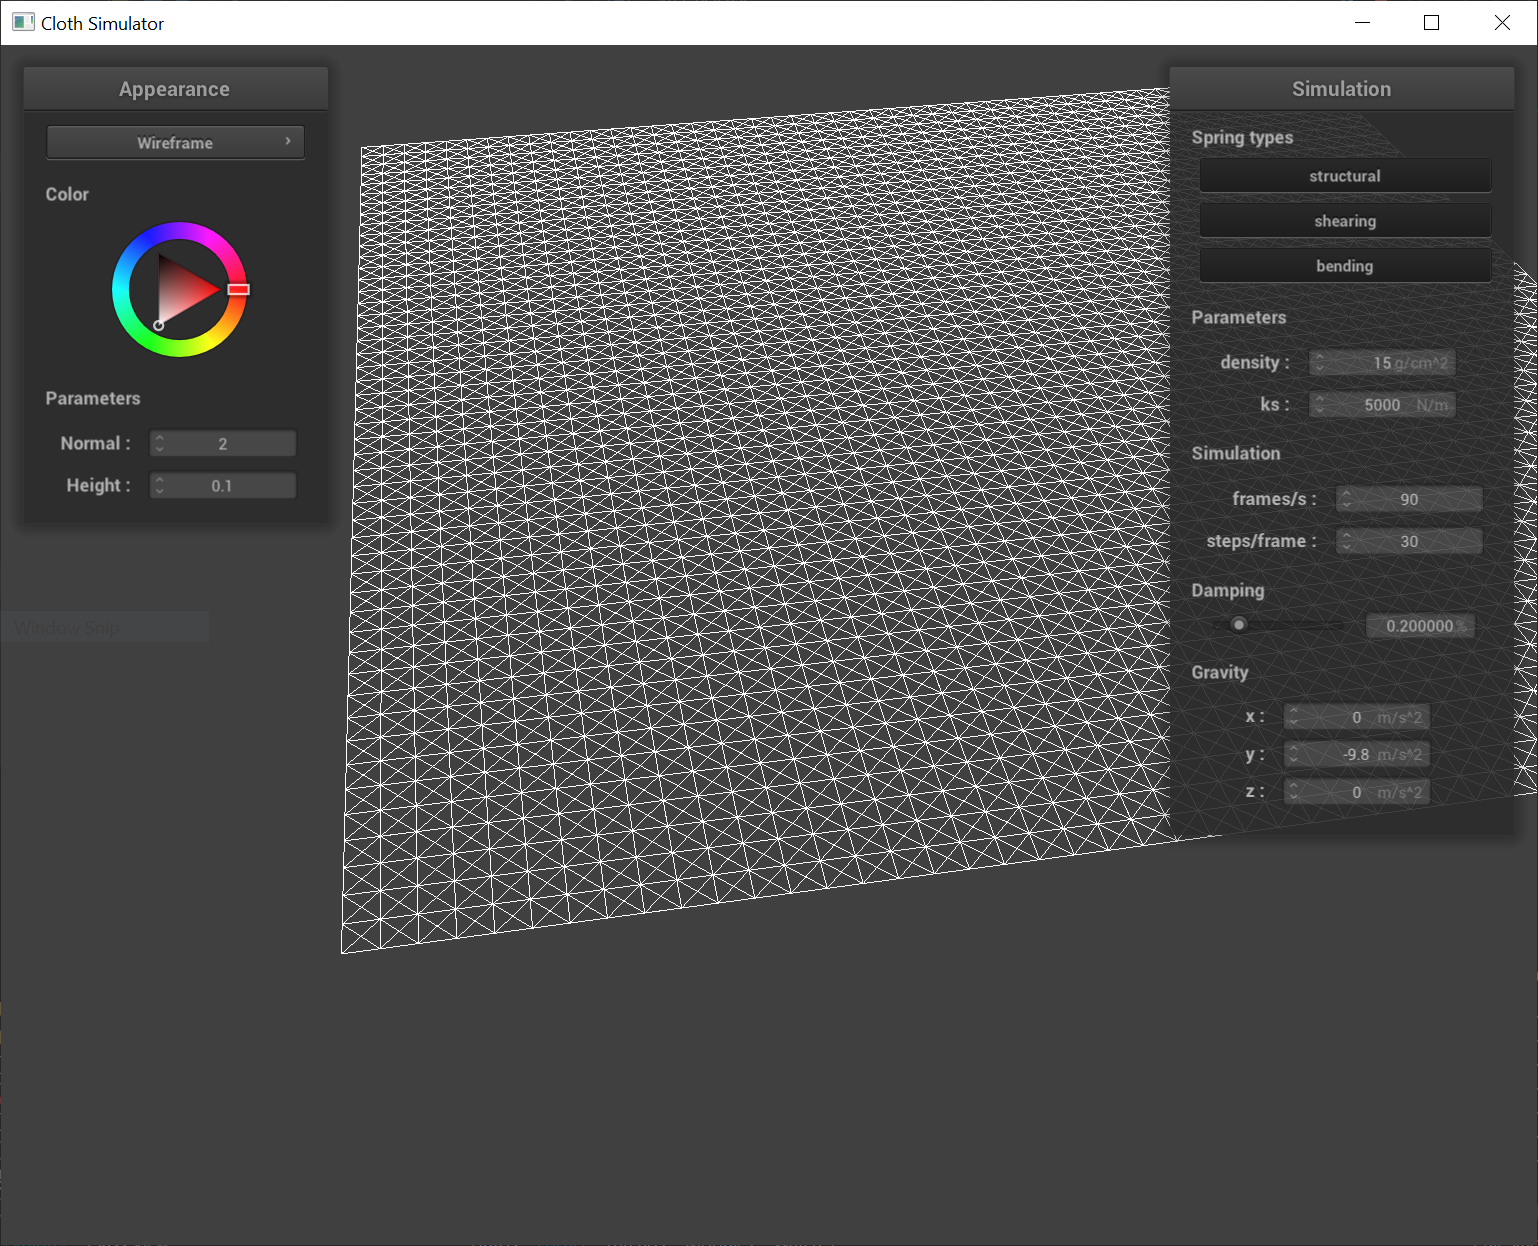 Cloth Simulator
Appearance
Wireframe
Color
Parameters
Normal : 2
Height : 0.1
Window Snip
Simulation
Spring types
structural
shearing
bending
Parameters
density : 15 g/cm^2
ks : 5000 N/m
Simulation
frames/s : 90
steps/frame : 30
Damping
0.200000 %
Gravity
x : 0 m/s^2
y : -9.8 m/s^2
z : 0 m/s^2